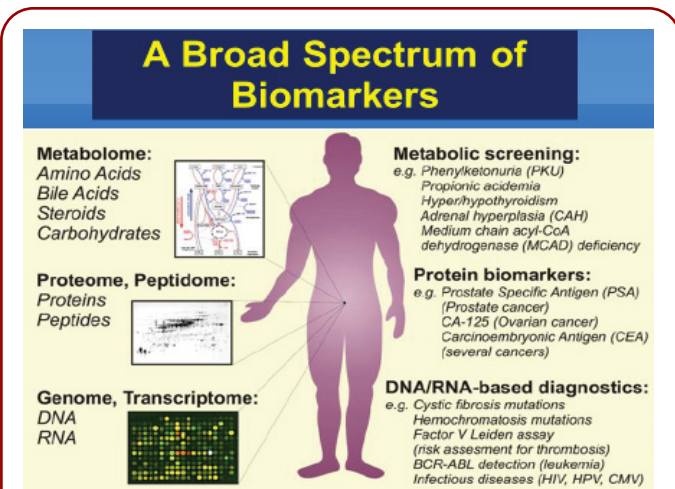 A Broad Spectrum of
Biomarkers
Metabolome:
Amino Acids
Bile Acids
Steroids
Carbohydrates
Proteome, Peptidome:
Proteins
Peptides
Genome, Transcriptome:
DNA
RNA
Metabolic screening:
e.g. Phenylketonuria (PKU)
Propionic acidemia
Hyper/hypothyroidism
Adrenal hyperplasia (CAH)
Medium chain acyl-CoA
dehydrogenase (MCAD) deficiency
Protein biomarkers:
e.g. Prostate Specific Antigen (PSA)
(Prostate cancer)
CA-125 (Ovarian cancer)
Carcinoembryonic Antigen (CEA)
(several cancers)
DNA/RNA-based diagnostics:
e.g. Cystic fibrosis mutations
Hemochromatosis mutations
Factor V Leiden assay
(risk assesment for thrombosis)
BCR-ABL detection (leukemia)
Infectious diseases (HIV, HPV, CMV)